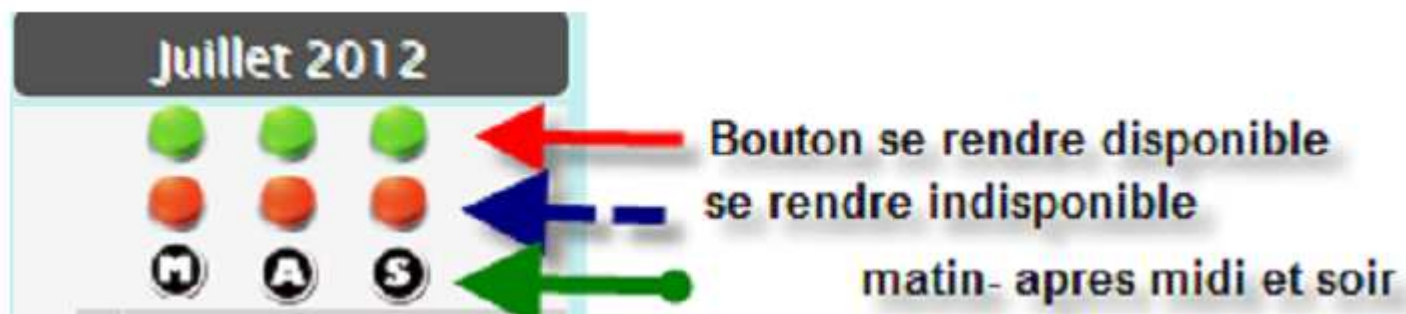 Juillet 2012
Bouton se rendre disponible
se rendre indisponible
M A S
matin- apres midi et soir